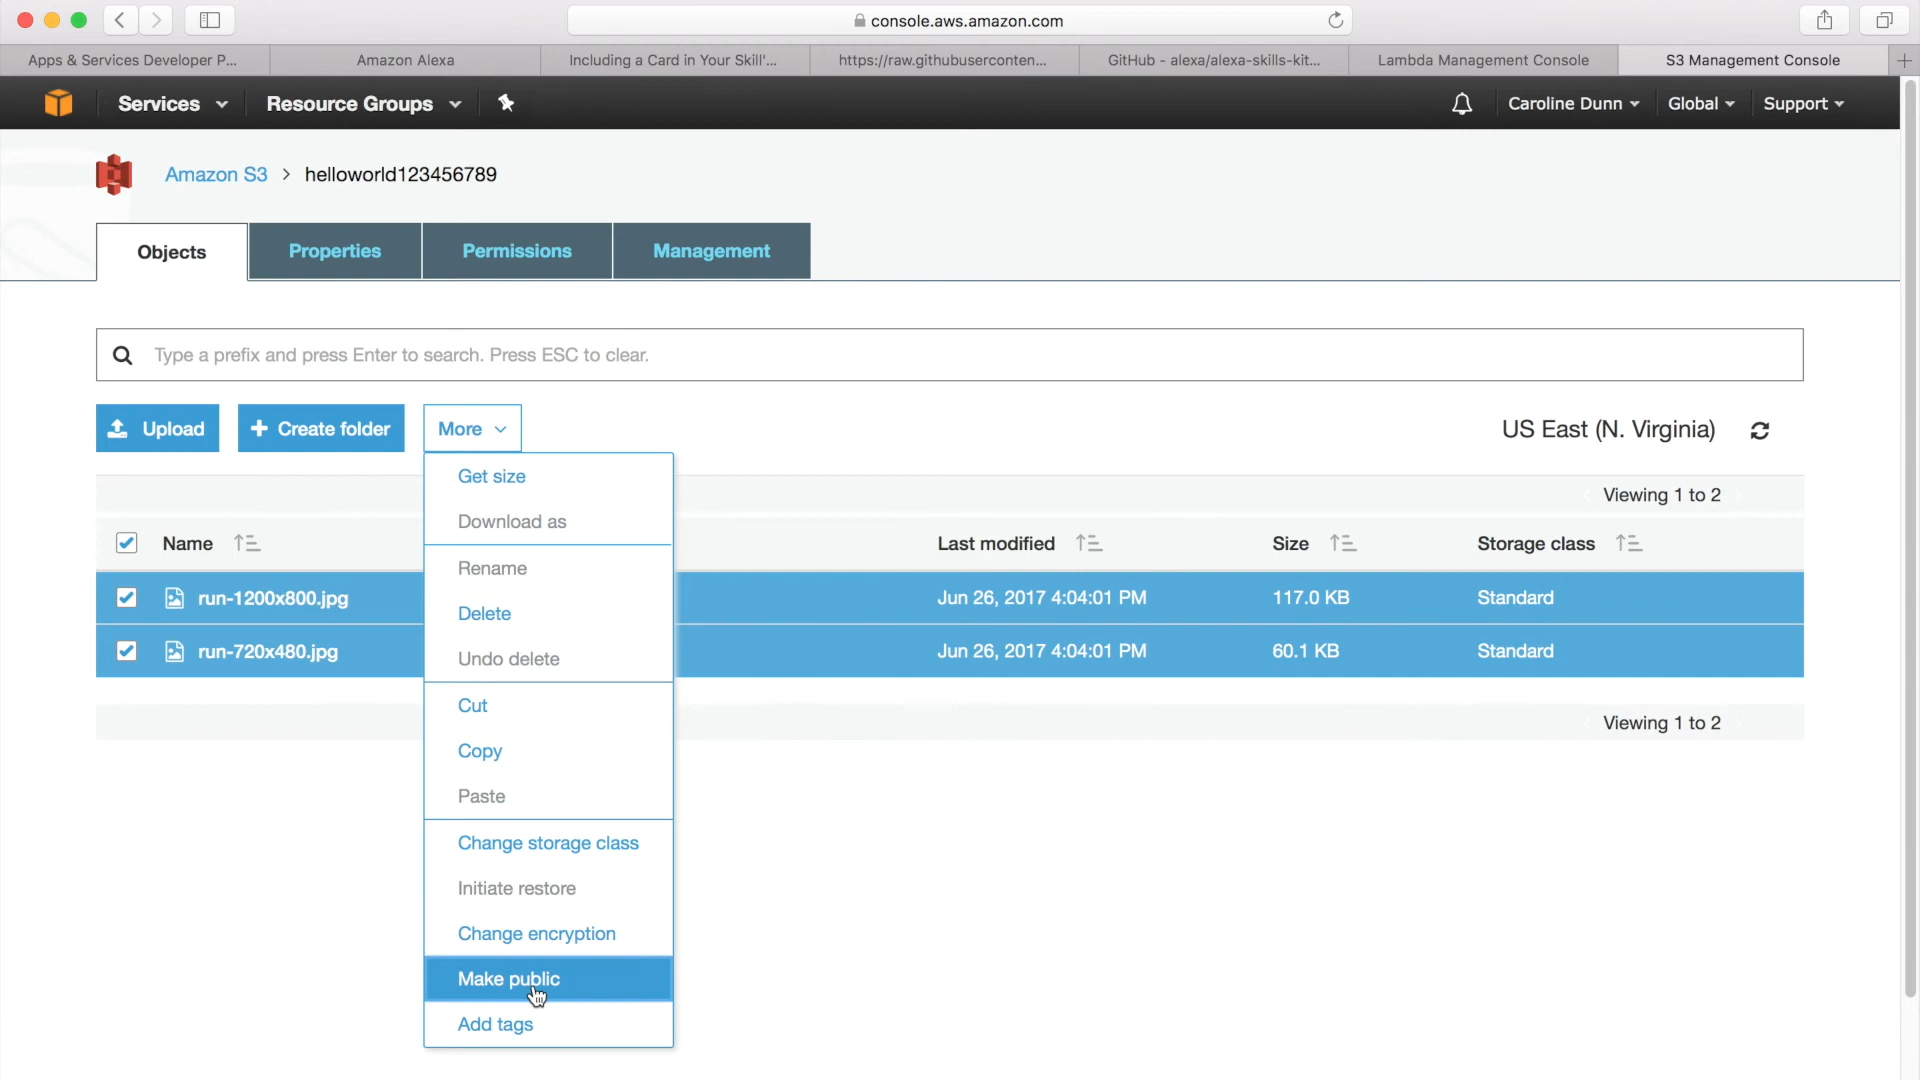 console.aws.amazon.com
Apps & Services Developer P...
Amazon Alexa
Including a Card in Your Skill'...
https://raw.githubuserconten...
GitHub - alexa/alexa-skills-kit...
Lambda Management Console
S3 Management Console
Services
Resource Groups
Caroline Dunn
Global
Support
Amazon S3 > helloworld123456789
Objects
Properties
Permissions
Management
Type a prefix and press Enter to search. Press ESC to clear.
Upload
+ Create folder
More
US East (N. Virginia)
Get size
Download as
Rename
Delete
Undo delete
Cut
Copy
Paste
Change storage class
Initiate restore
Change encryption
Make public
Add tags
Viewing 1 to 2
Name
Last modified
Size
Storage class
run-1200x800.jpg
Jun 26, 2017 4:04:01 PM
117.0 KB
Standard
run-720x480.jpg
Jun 26, 2017 4:04:01 PM
60.1 KB
Standard
Viewing 1 to 2